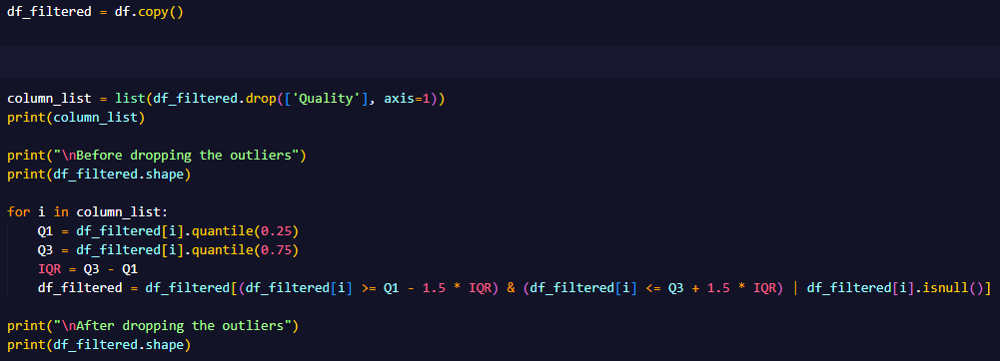 df_filtered = df.copy()
column_list = list(df_filtered.drop(['Quality'], axis=1))
print(column_list)
print("\nBefore dropping the outliers")
print(df_filtered.shape)
for i in column_list:
    Q1 = df_filtered[i].quantile(0.25)
    Q3 = df_filtered[i].quantile(0.75)
    IQR = Q3 - Q1
    df_filtered = df_filtered[(df_filtered[i] >= Q1 - 1.5 * IQR) & (df_filtered[i] <= Q3 + 1.5 * IQR) | df_filtered[i].isnull()]
print("\nAfter dropping the outliers")
print(df_filtered.shape)